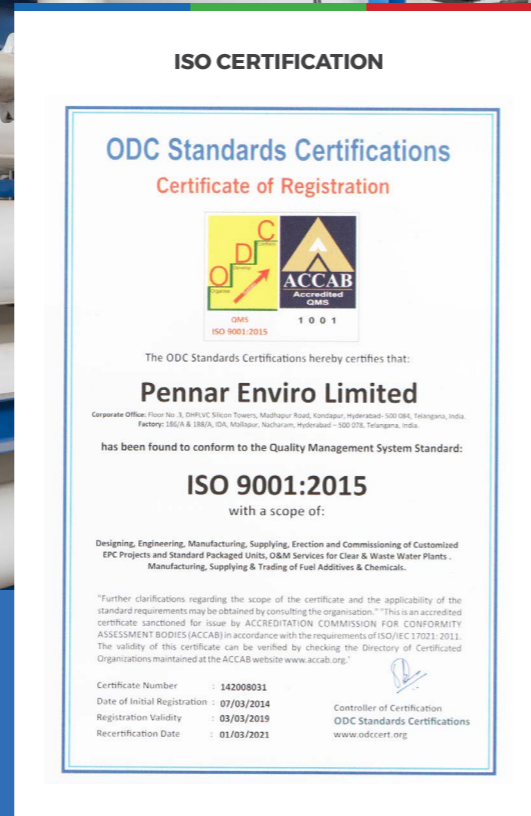 ISO CERTIFICATION
ODC Standards Certifications
Certificate of Registration
O D C
Organise
Develop
ACCAB
Accredited
QMS
QMS
ISO 9001:2015
1 0 0 1
The ODC Standards Certifications hereby certifies that:
Pennar Enviro Limited
Corporate Office: Floor No .3, DHFLVC Silicon Towers, Madhapur Road, Kondapur, Hyderabad- 500 084, Telangana, India.
Factory: 186/A & 188/A, IDA, Mallapur, Nacharam, Hyderabad – 500 078, Telangana, India.
has been found to conform to the Quality Management System Standard:
ISO 9001:2015
with a scope of:
Designing, Engineering, Manufacturing, Supplying, Erection and Commissioning of Customized
EPC Projects and Standard Packaged Units, O&M Services for Clear & Waste Water Plants .
Manufacturing, Supplying & Trading of Fuel Additives & Chemicals.
"Further clarifications regarding the scope of the certificate and the applicability of the
standard requirements may be obtained by consulting the organisation." "This is an accredited
certificate sanctioned for issue by ACCREDITATION COMMISSION FOR CONFORMITY
ASSESSMENT BODIES (ACCAB) in accordance with the requirements of ISO/IEC 17021: 2011.
The validity of this certificate can be verified by checking the Directory of Certificated
Organizations maintained at the ACCAB website www.accab.org."
Certificate Number : 142008031
Date of Initial Registration : 07/03/2014
Registration Validity : 03/03/2019
Recertification Date : 01/03/2021
Controller of Certification
ODC Standards Certifications
www.odccert.org